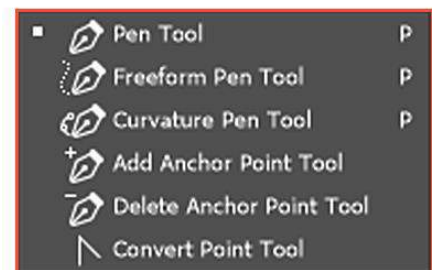 Pen Tool P
Freeform Pen Tool P
Curvature Pen Tool P
Add Anchor Point Tool
Delete Anchor Point Tool
Convert Point Tool